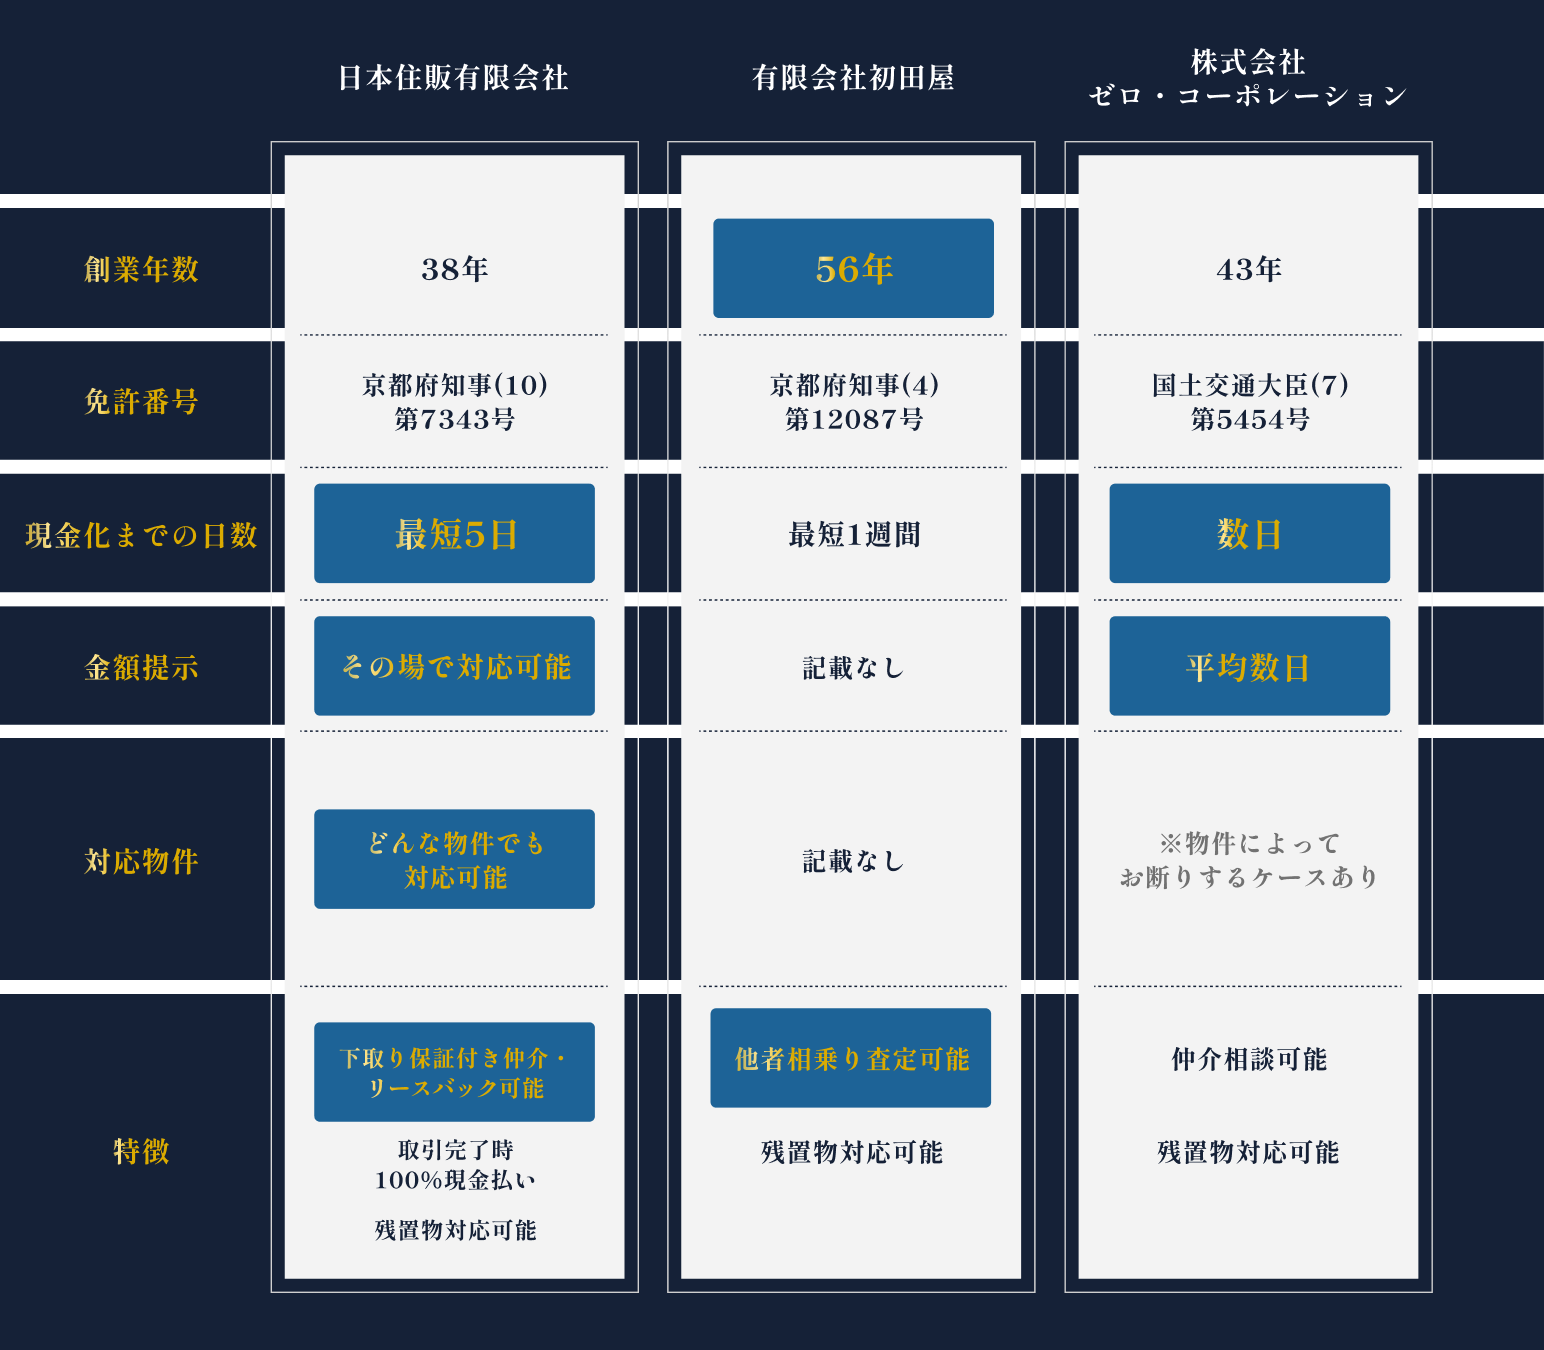 日本住販有限会社
有限会社初田屋
株式会社
ゼロ・コーポレーション
創業年数
38年
56年
43年
免許番号
京都府知事(10)
第7343号
京都府知事(4)
第12087号
国土交通大臣(7)
第5454号
現金化までの日数
最短5日
最短1週間
数日
金額提示
その場で対応可能
記載なし
平均数日
対応物件
どんな物件でも
対応可能
記載なし
※物件によって
お断りするケースあり
特徴
下取り保証付き仲介・
リースバック可能
取引完了時
100%現金払い
残置物対応可能
他者相乗り査定可能
残置物対応可能
仲介相談可能
残置物対応可能